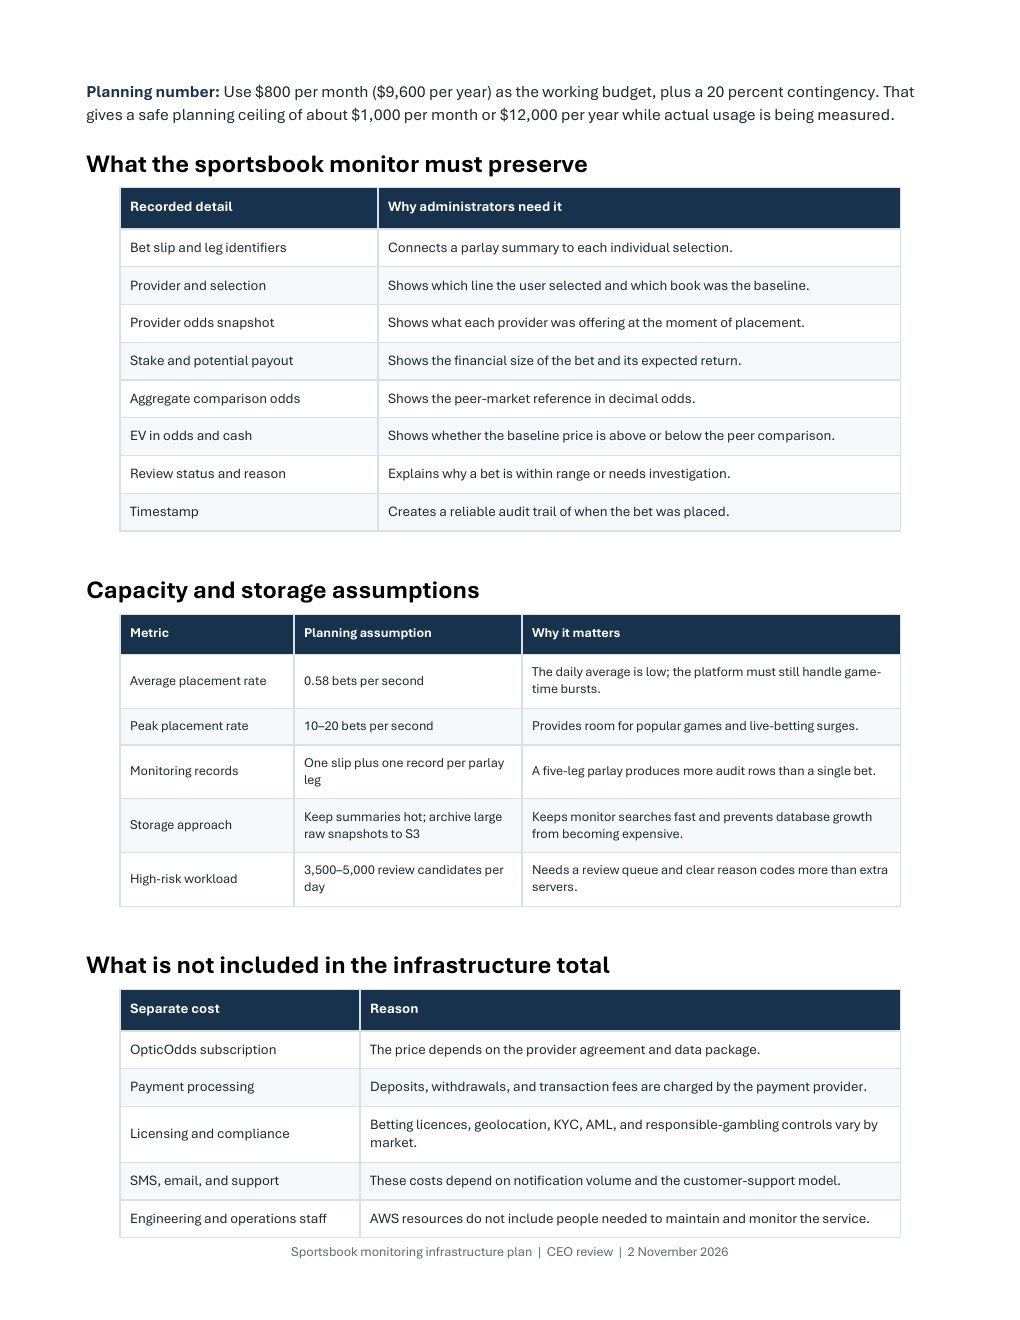 Planning number: Use $800 per month ($9,600 per year) as the working budget, plus a 20 percent contingency. That
gives a safe planning ceiling of about $1,000 per month or $12,000 per year while actual usage is being measured.
What the sportsbook monitor must preserve
Recorded detail Why administrators need it
Bet slip and leg identifiers Connects a parlay summary to each individual selection.
Provider and selection Shows which line the user selected and which book was the baseline.
Provider odds snapshot Shows what each provider was offering at the moment of placement.
Stake and potential payout Shows the financial size of the bet and its expected return.
Aggregate comparison odds Shows the peer-market reference in decimal odds.
EV in odds and cash Shows whether the baseline price is above or below the peer comparison.
Review status and reason Explains why a bet is within range or needs investigation.
Timestamp Creates a reliable audit trail of when the bet was placed.
Capacity and storage assumptions
Metric Planning assumption Why it matters
Average placement rate 0.58 bets per second The daily average is low; the platform must still handle game-
time bursts.
Peak placement rate 10–20 bets per second Provides room for popular games and live-betting surges.
Monitoring records One slip plus one record per parlay
leg A five-leg parlay produces more audit rows than a single bet.
Storage approach Keep summaries hot; archive large
raw snapshots to S3 Keeps monitor searches fast and prevents database growth
from becoming expensive.
High-risk workload 3,500–5,000 review candidates per
day Needs a review queue and clear reason codes more than extra
servers.
What is not included in the infrastructure total
Separate cost Reason
OpticOdds subscription The price depends on the provider agreement and data package.
Payment processing Deposits, withdrawals, and transaction fees are charged by the payment provider.
Licensing and compliance Betting licences, geolocation, KYC, AML, and responsible-gambling controls vary by
market.
SMS, email, and support These costs depend on notification volume and the customer-support model.
Engineering and operations staff AWS resources do not include people needed to maintain and monitor the service.
Sportsbook monitoring infrastructure plan | CEO review | 2 November 2026